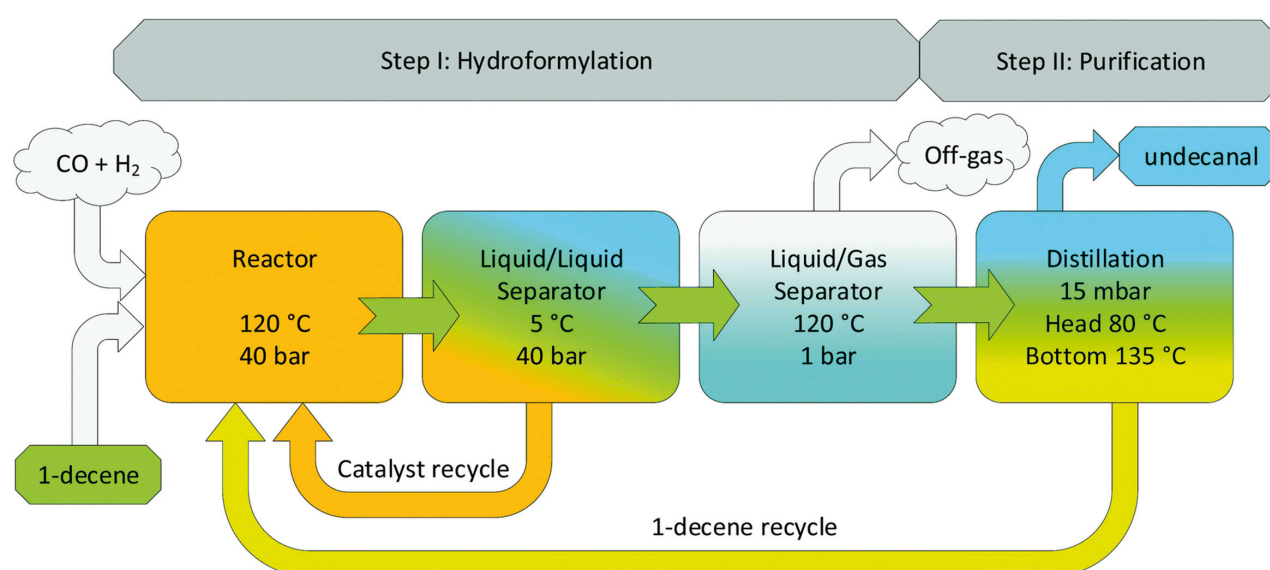 Step I: Hydroformylation
Step II: Purification
CO + H₂
Off-gas
undecanal
Reactor
120 °C
40 bar
Liquid/Liquid
Separator
5 °C
40 bar
Liquid/Gas
Separator
120 °C
1 bar
Distillation
15 mbar
Head 80 °C
Bottom 135 °C
1-decene
Catalyst recycle
1-decene recycle